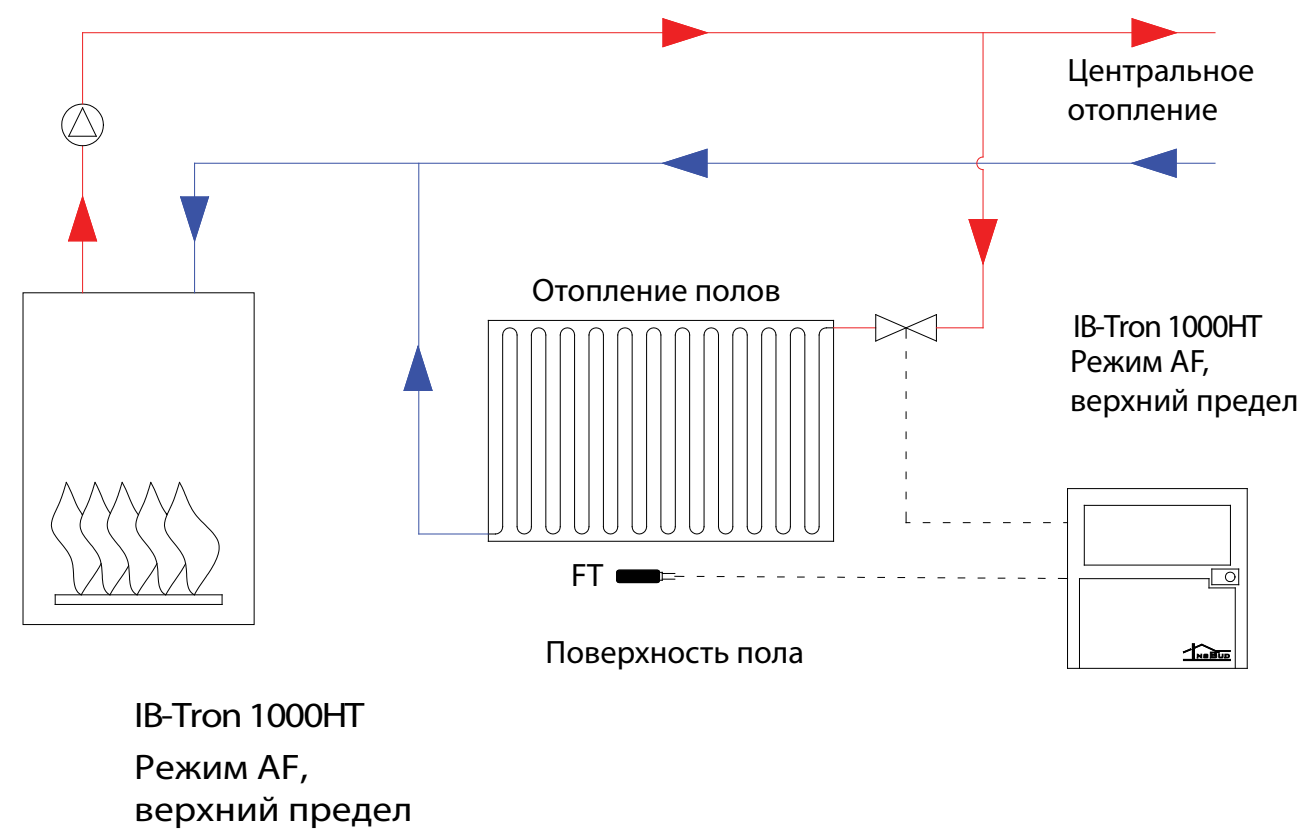 Центральное
отопление
Отопление полов
IB-Tron 1000HT
Режим AF,
верхний предел
FT
InsBud
Поверхность пола
IB-Tron 1000HT
Режим AF,
верхний предел